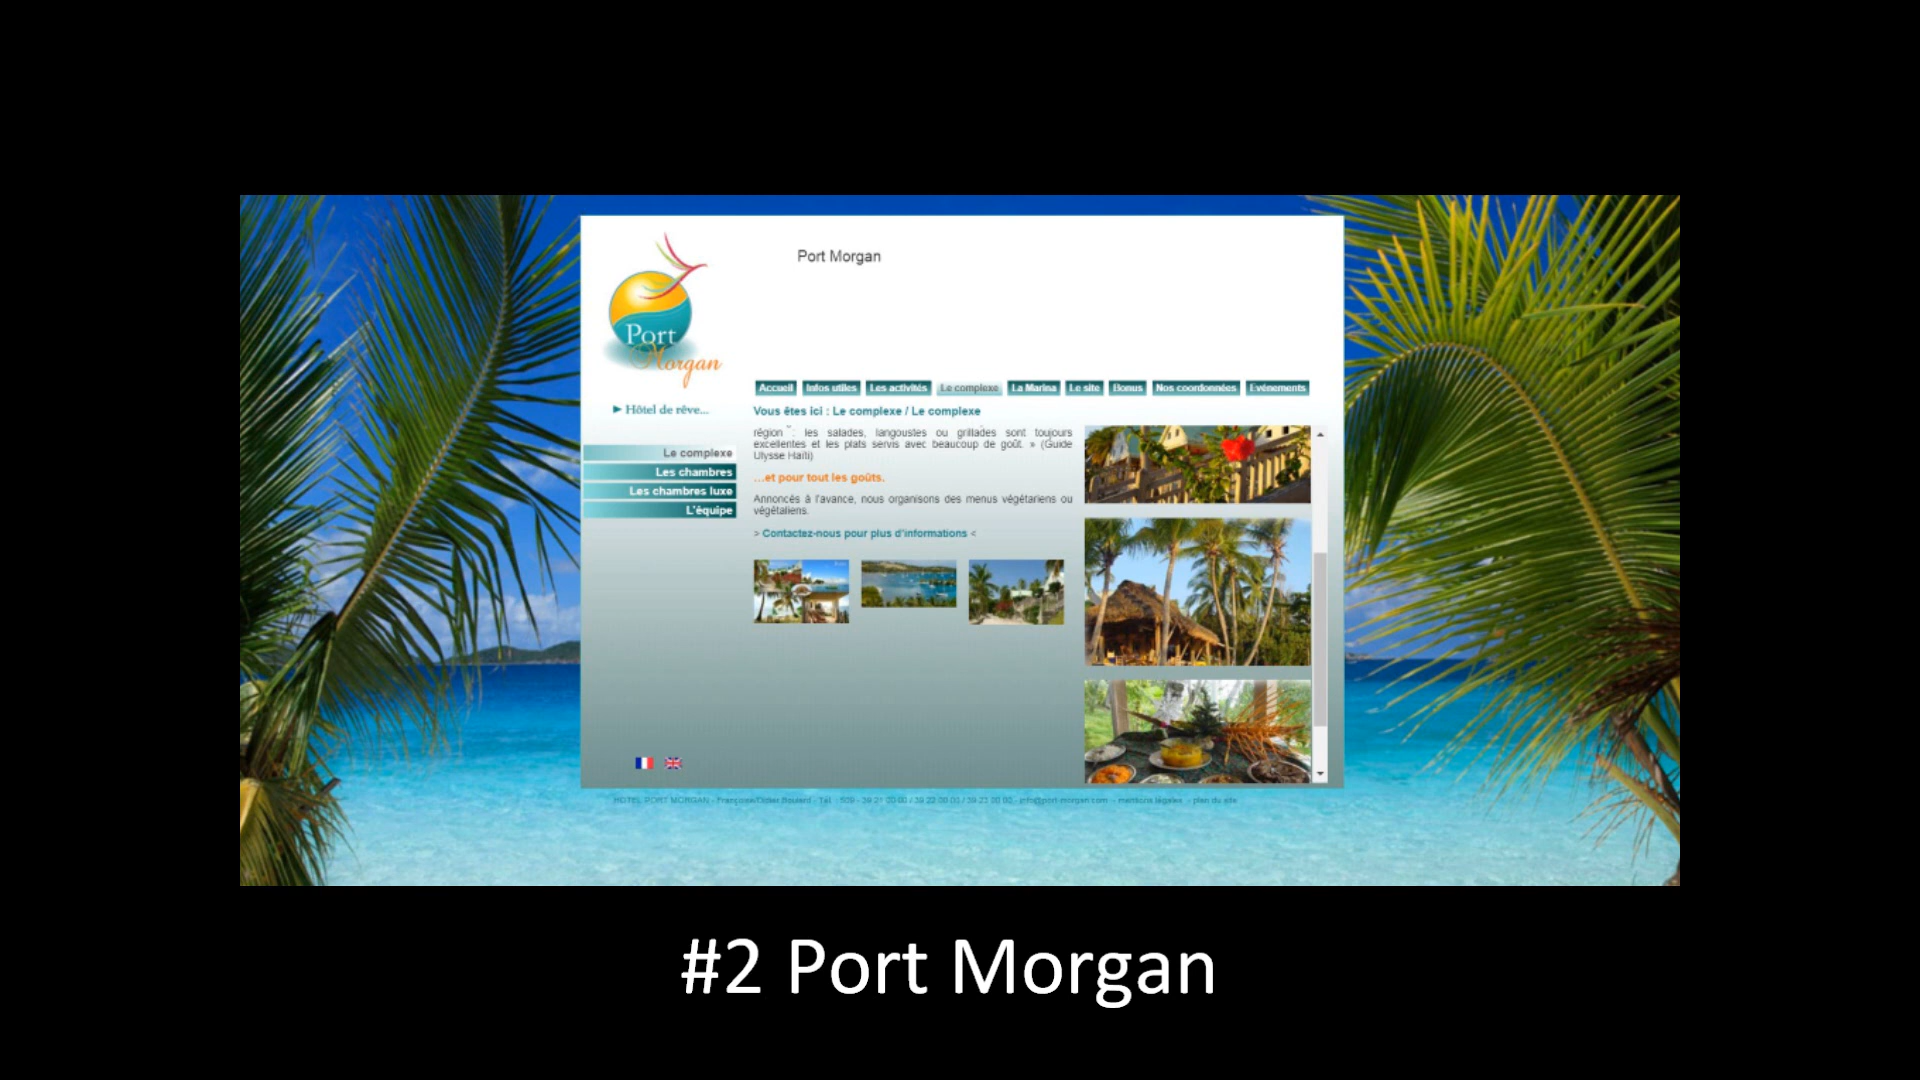 Port Morgan
Port
Morgan
Accueil Infos utiles Les activités Le complexe La Marina Le site Bonus Nos coordonnées Evénements
► Hôtel de rêve...
Vous êtes ici : Le complexe / Le complexe
région : les salades, langoustes ou grillades sont toujours
excellentes et les plats servis avec beaucoup de goût. » (Guide
Ulysse Haïti)
...et pour tout les goûts.
Annoncés à l'avance, nous organisons des menus végétariens ou
végétaliens.
> Contactez-nous pour plus d'informations <
Le complexe
Les chambres
Les chambres luxe
L'équipe
HOTEL PORT MORGAN - Françoise/Didier Boulard - Tél. : 509 - 39 21 00 00 / 39 22 00 00 / 39 23 00 00 - info@port-morgan.com - mentions légales - plan du site
#2 Port Morgan